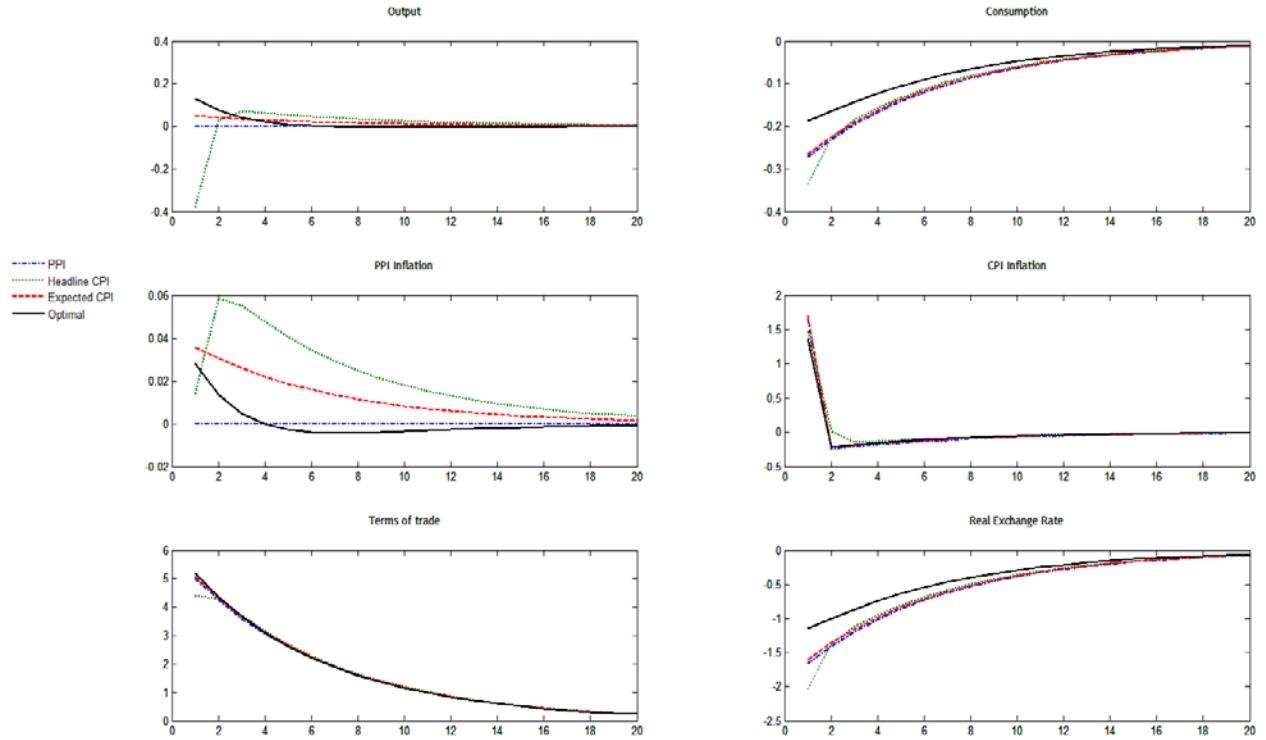 Output
0.4
0.2
0
-0.2
-0.4
0 2 4 6 8 10 12 14 16 18 20
Consumption
0
-0.1
-0.2
-0.3
-0.4
0 2 4 6 8 10 12 14 16 18 20
PPI
Headline CPI
Expected CPI
Optimal
PPI Inflation
0.06
0.04
0.02
0
-0.02
0 2 4 6 8 10 12 14 16 18 20
CPI Inflation
2
1.5
1
0.5
0
-0.5
0 2 4 6 8 10 12 14 16 18 20
Terms of trade
6
5
4
3
2
1
0
0 2 4 6 8 10 12 14 16 18 20
Real Exchange Rate
0
-0.5
-1
-1.5
-2
-2.5
0 2 4 6 8 10 12 14 16 18 20